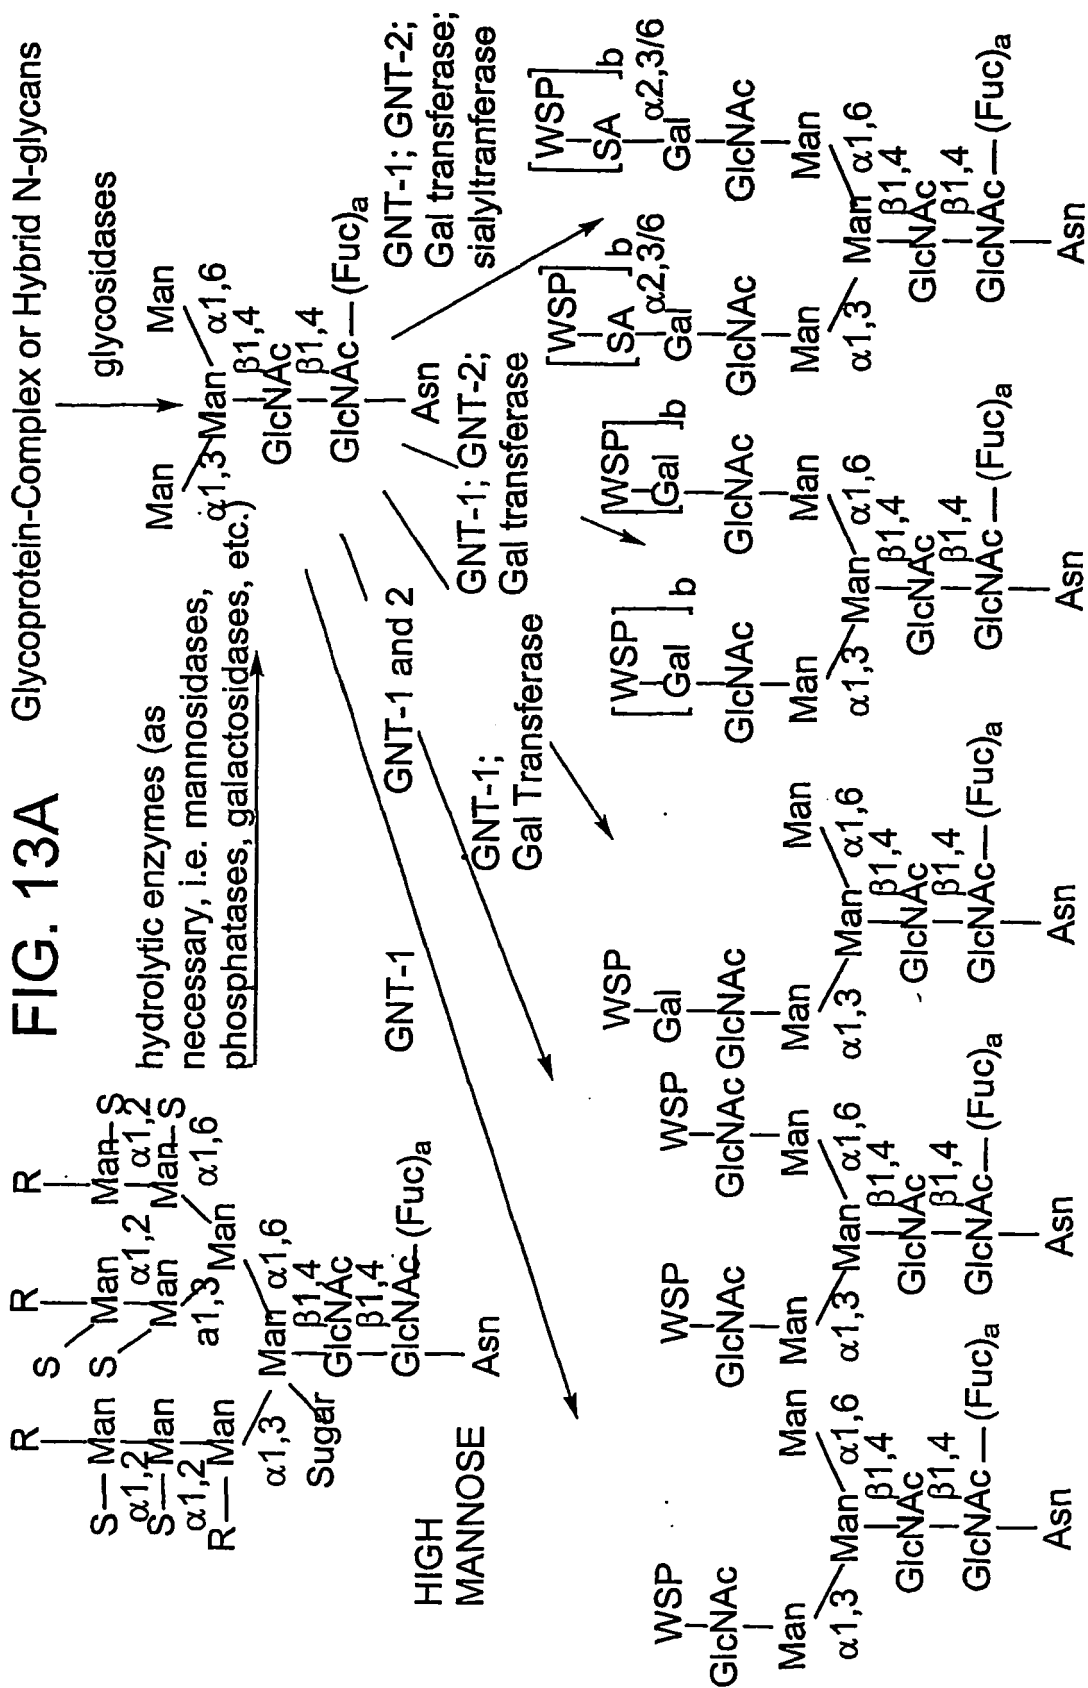 FIG. 13A
Glycoprotein-Complex or Hybrid N-glycans
glycosidases
R
R
R
S
S—Man
Man
Man—S
α1,2
α1,2
α1,2
S
S—Man
Man
Man—S
α1,2
a1,3
α1,6
R—Man
Man
α1,3
Man
α1,6
Sugar
β1,4
GlcNAc
β1,4
GlcNAc—(Fuc)a
Asn
HIGH
MANNOSE
hydrolytic enzymes (as
necessary, i.e. mannosidases,
phosphatases, galactosidases, etc.)
Man
Man
α1,3
Man
α1,6
β1,4
GlcNAc
β1,4
GlcNAc—(Fuc)a
Asn
GNT-1
GNT-1 and 2
GNT-1;
Gal Transferase
GNT-1; GNT-2;
Gal transferase
GNT-1; GNT-2;
Gal transferase;
sialyltranferase
WSP
GlcNAc
Man
Man
α1,3
Man
α1,6
β1,4
GlcNAc
β1,4
GlcNAc—(Fuc)a
Asn
WSP
WSP
GlcNAc
GlcNAc
Man
Man
α1,3
Man
α1,6
β1,4
GlcNAc
β1,4
GlcNAc—(Fuc)a
Asn
WSP
Gal
GlcNAc
Man
Man
α1,3
Man
α1,6
β1,4
GlcNAc
β1,4
GlcNAc—(Fuc)a
Asn
[WSP]
[WSP]
[Gal]b
[Gal]b
GlcNAc
GlcNAc
Man
Man
α1,3
Man
α1,6
β1,4
GlcNAc
β1,4
GlcNAc—(Fuc)a
Asn
[WSP]
[WSP]
[SA]b
[SA]b
α2,3/6
α2,3/6
Gal
Gal
GlcNAc
GlcNAc
Man
Man
α1,3
Man
α1,6
β1,4
GlcNAc
β1,4
GlcNAc—(Fuc)a
Asn